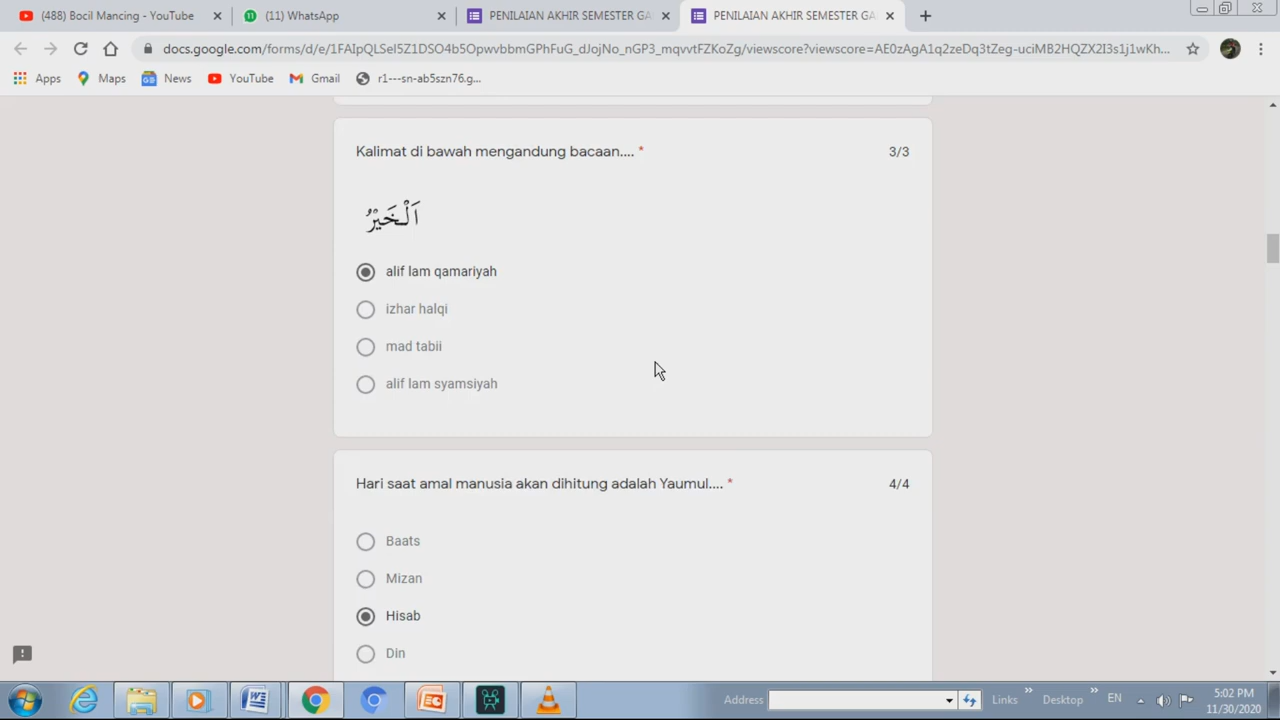 (488) Bocil Mancing - YouTube
(11) WhatsApp
PENILAIAN AKHIR SEMESTER GA
PENILAIAN AKHIR SEMESTER GA
docs.google.com/forms/d/e/1FAIpQLSel5Z1DSO4b5OpwvbbmGPhFuG_dJojNo_nGP3_mqvvtFZKoZg/viewscore?viewscore=AE0zAgA1q2zeDq3tZeg-uciMB2HQZX2I3s1j1wKh...
Apps
Maps
News
YouTube
Gmail
r1---sn-ab5szn76.g...
Kalimat di bawah mengandung bacaan.... *
3/3
اَلْخَيْرُ
alif lam qamariyah
izhar halqi
mad tabii
alif lam syamsiyah
Hari saat amal manusia akan dihitung adalah Yaumul.... *
4/4
Baats
Mizan
Hisab
Din
Address
Links
Desktop
EN
5:02 PM
11/30/2020